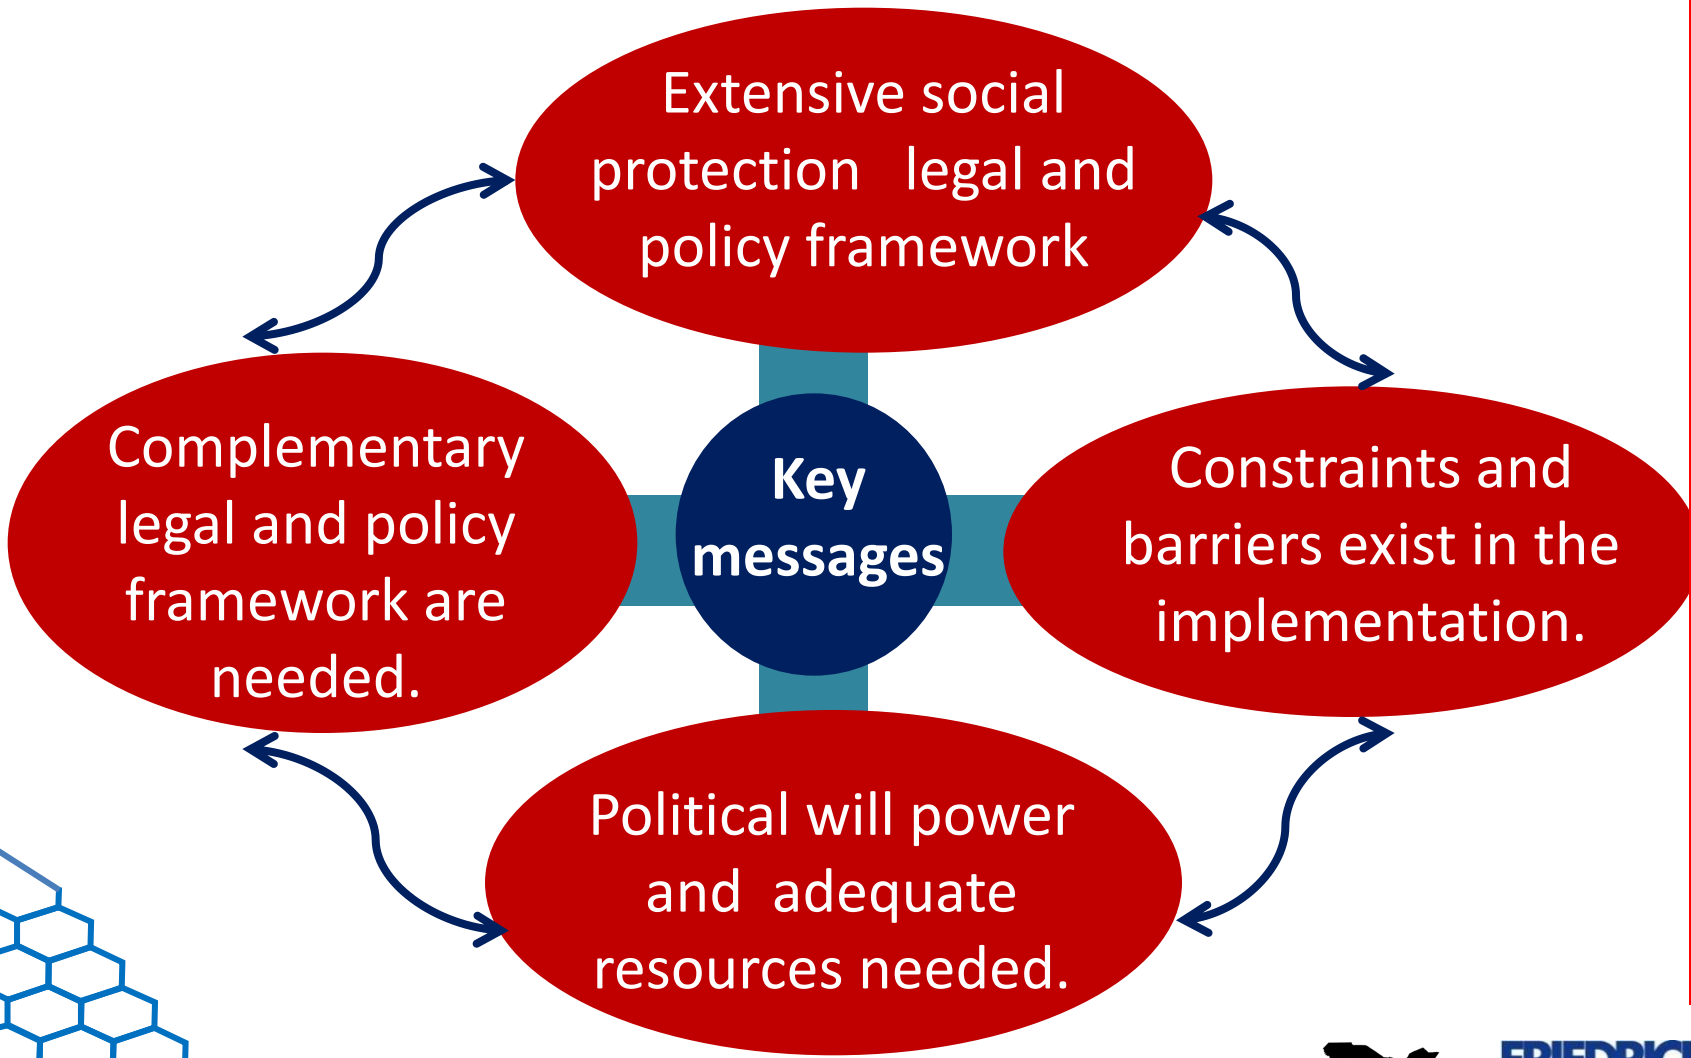 Extensive social
protection legal and
policy framework
Complementary
legal and policy
framework are
needed.
Key
messages
Constraints and
barriers exist in the
implementation.
Political will power
and adequate
resources needed.